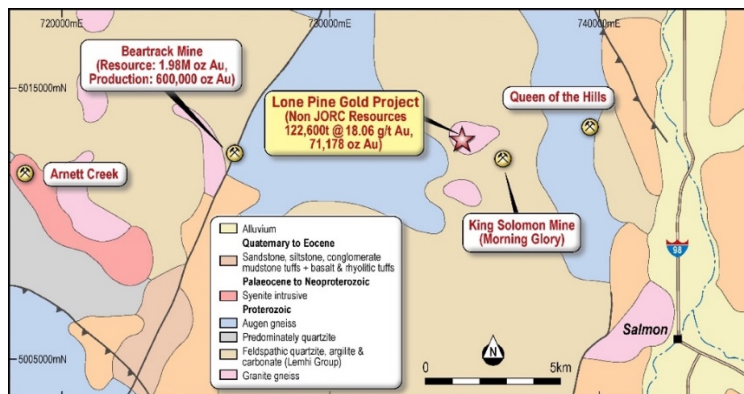 720000mE
730000mE
740000mE
Beartrack Mine
(Resource: 1.98M oz Au,
Production: 600,000 oz Au)
5015000mN
Lone Pine Gold Project
(Non JORC Resources
122,600t @ 18.06 g/t Au,
71,178 oz Au)
Queen of the Hills
Arnett Creek
King Solomon Mine
(Morning Glory)
Alluvium
Quaternary to Eocene
Sandstone, siltstone, conglomerate
mudstone tuffs + basalt & rhyolitic tuffs
Palaeocene to Neoproterozoic
Syenite intrusive
Proterozoic
Augen gneiss
Predominately quartzite
Feldspathic quartzite, argilite &
carbonate (Lemhi Group)
Granite gneiss
98
Salmon
5005000mN
N
0
5km